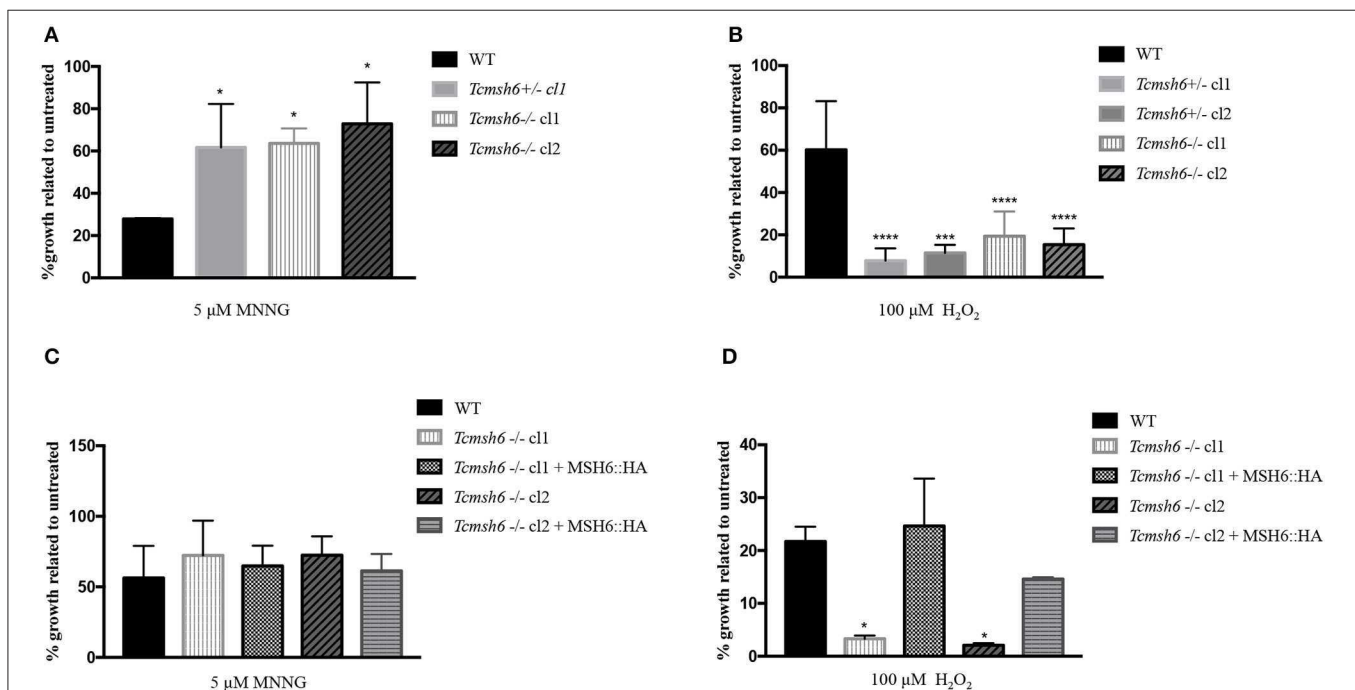 A
%growth related to untreated
100
80
60
40
20
0
*
*
*
5 μM MNNG
WT
Tcmsh6+/- cl1
Tcmsh6-/- cl1
Tcmsh6-/- cl2
B
%growth related to untreated
100
80
60
40
20
0
****
***
****
****
100 μM H₂O₂
WT
Tcmsh6+/- cl1
Tcmsh6+/- cl2
Tcmsh6-/- cl1
Tcmsh6-/- cl2
C
% growth related to untreated
150
100
50
0
5 μM MNNG
WT
Tcmsh6 -/- cl1
Tcmsh6 -/- cl1 + MSH6::HA
Tcmsh6 -/- cl2
Tcmsh6 -/- cl2 + MSH6::HA
D
% growth related to untreated
40
30
20
10
0
*
*
100 μM H₂O₂
WT
Tcmsh6 -/- cl1
Tcmsh6 -/- cl1 + MSH6::HA
Tcmsh6 -/- cl2
Tcmsh6 -/- cl2 + MSH6::HA